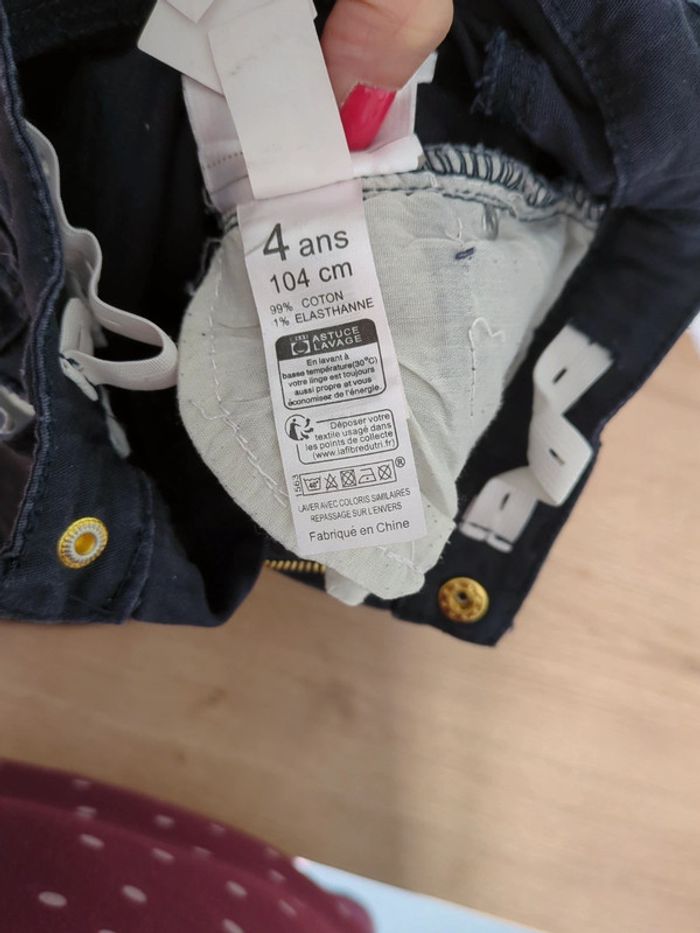 4 ans
104 cm
99% COTON
1% ELASTHANNE
ASTUCE
LAVAGE
En lavant à
basse température(30°C)
votre linge est toujours
aussi propre et vous
économisez de l'énergie.
Déposer votre
textile usagé dans
les points de collecte
(www.lafibredutri.fr)
1563
40°
®
LAVER AVEC COLORIS SIMILAIRES
REPASSAGE SUR L'ENVERS
Fabriqué en Chine